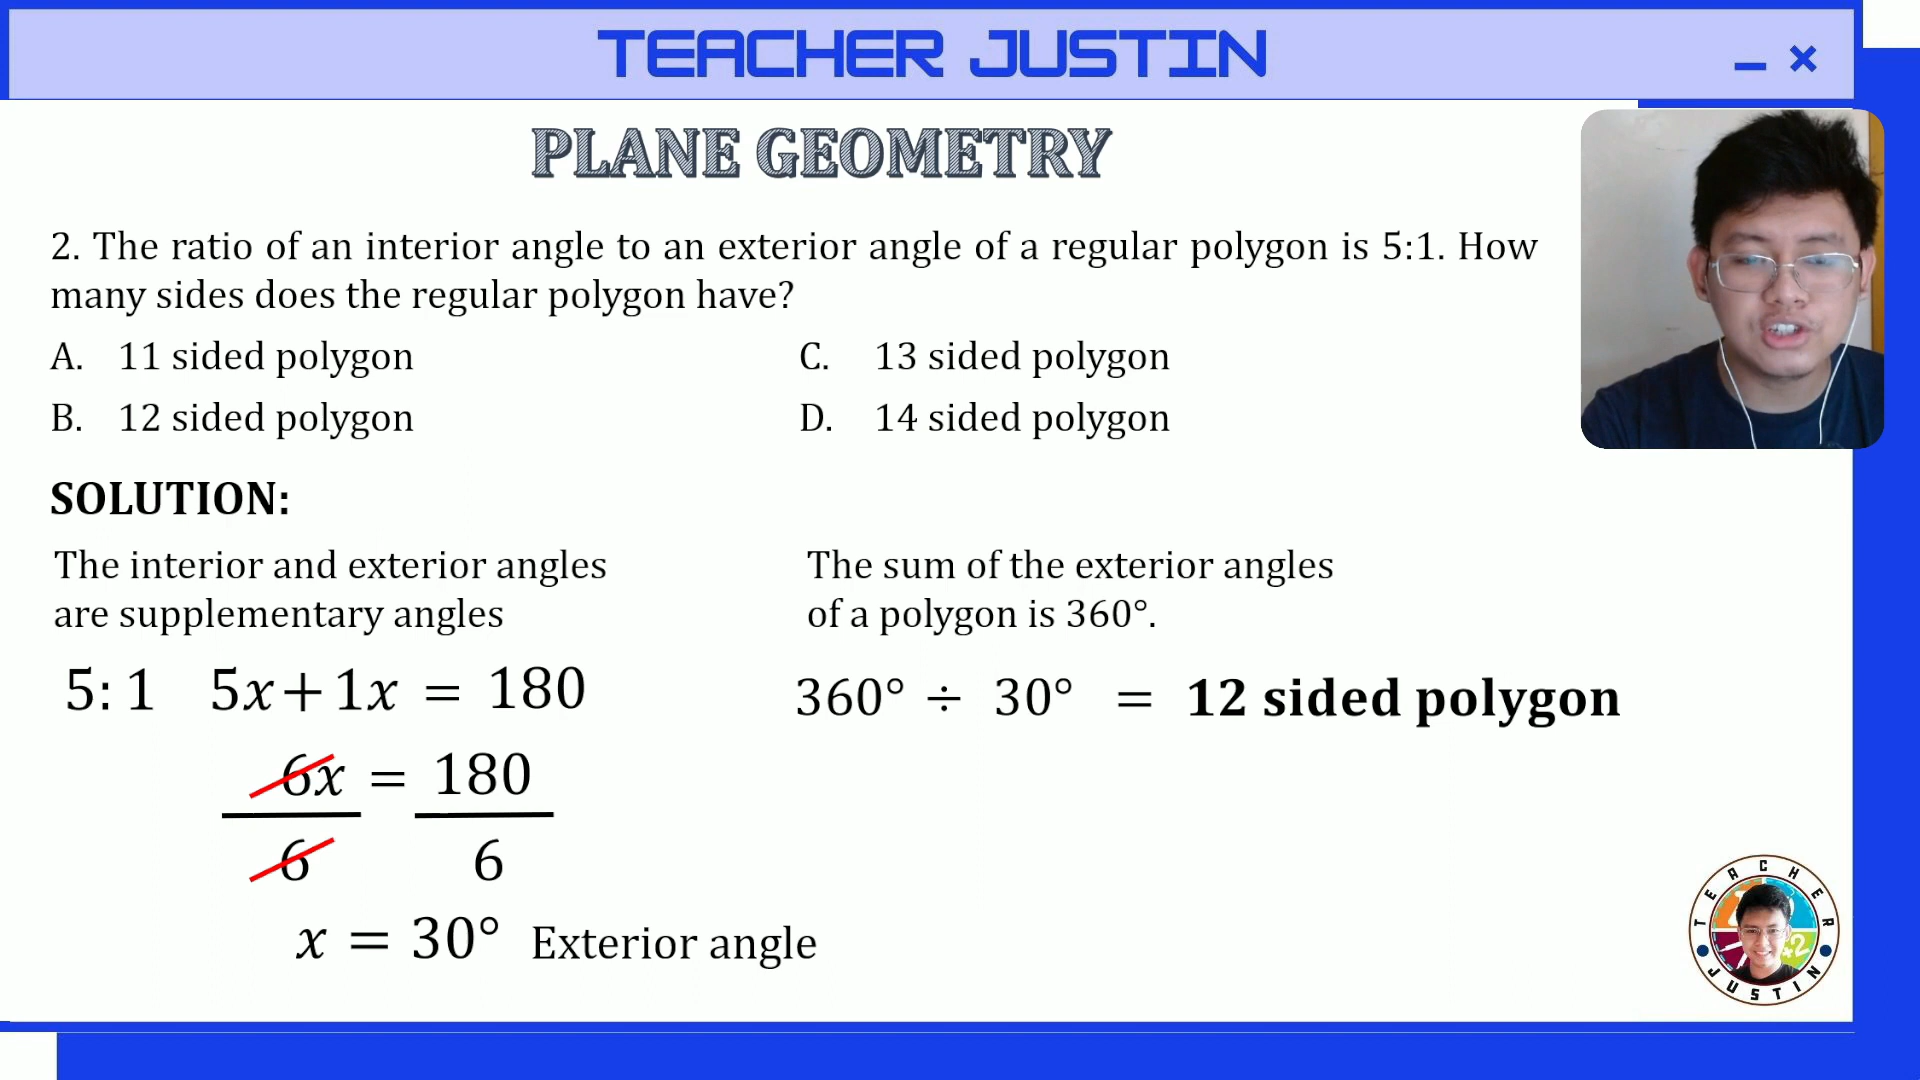 TEACHER JUSTIN
PLANE GEOMETRY
2. The ratio of an interior angle to an exterior angle of a regular polygon is 5:1. How
many sides does the regular polygon have?
A. 11 sided polygon
C. 13 sided polygon
B. 12 sided polygon
D. 14 sided polygon
SOLUTION:
The interior and exterior angles
are supplementary angles
The sum of the exterior angles
of a polygon is 360°.
5: 1 5x+1x = 180
360° ÷ 30° = 12 sided polygon
6x = 180
6 6
x = 30° Exterior angle
TEACHER
JUSTIN